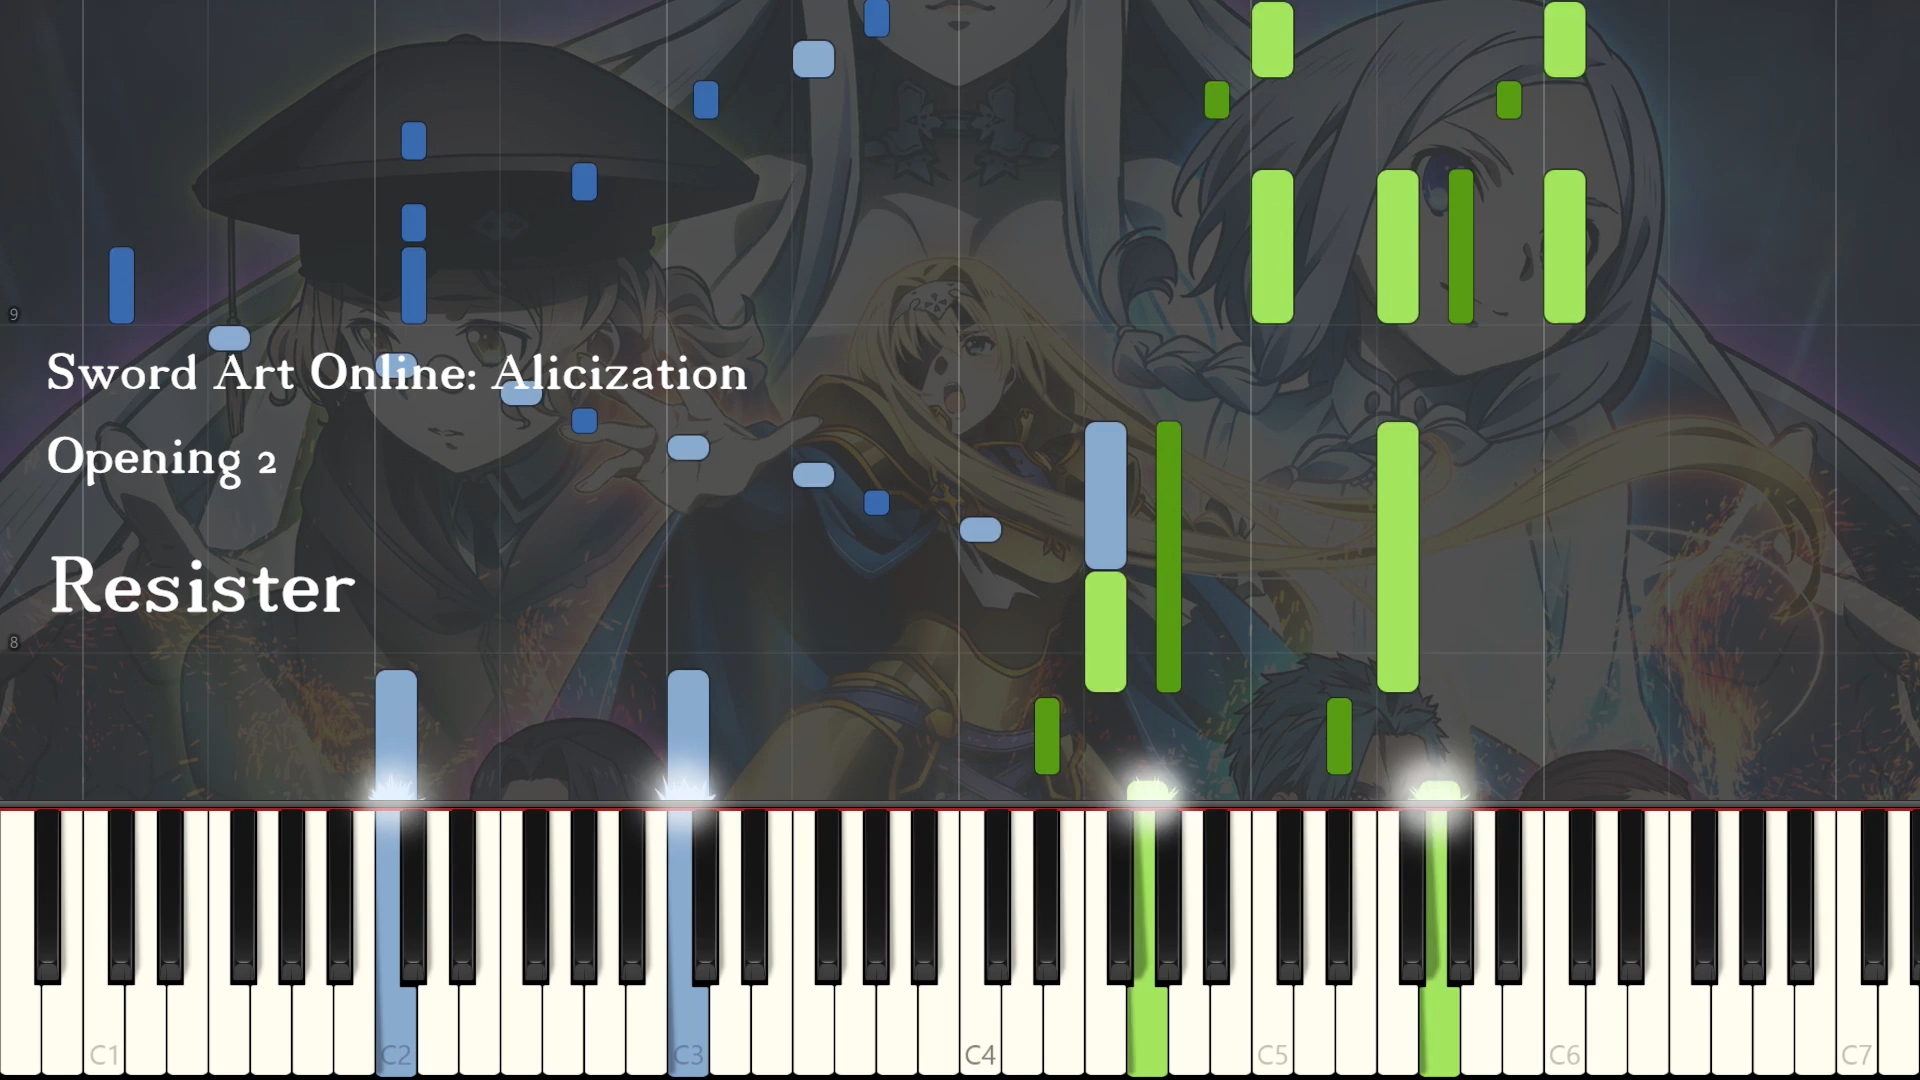 9
Sword Art Online: Alicization
Opening 2
Resister
8
C1 C2 C3 C4 C5 C6 C7